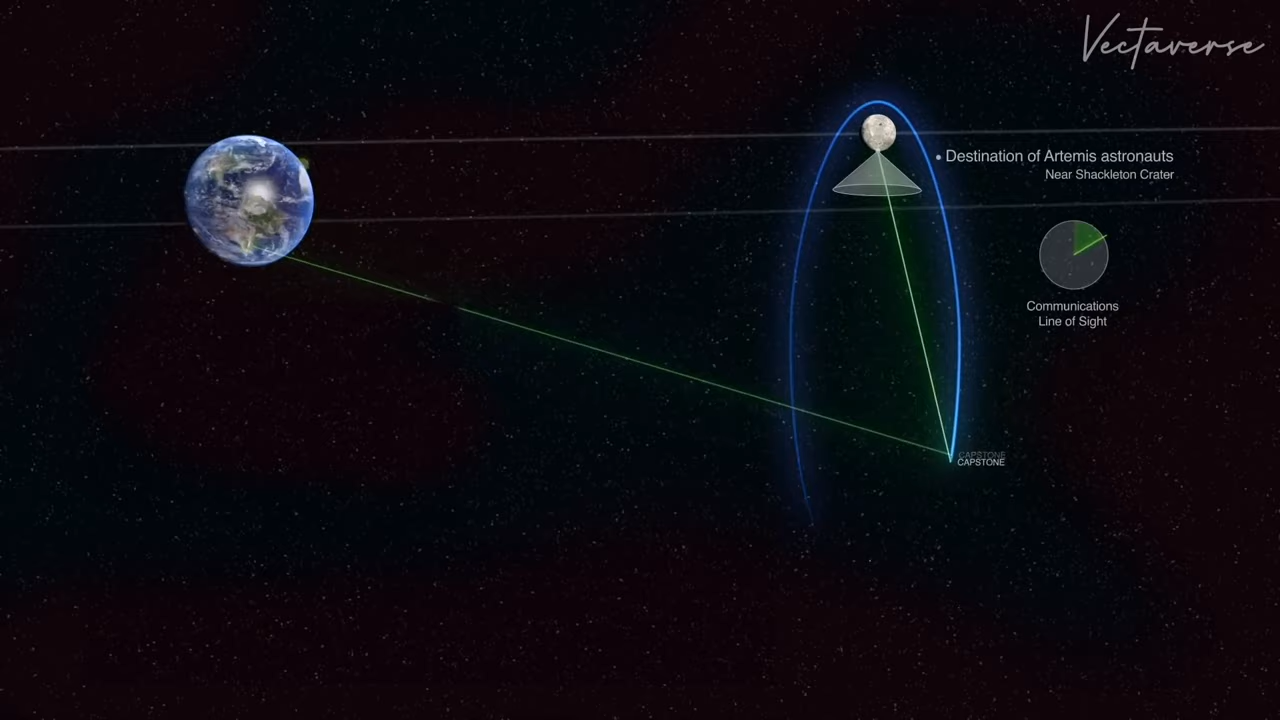 Vectaverse
• Destination of Artemis astronauts
Near Shackleton Crater
Communications
Line of Sight
CAPSTONE
CAPSTONE